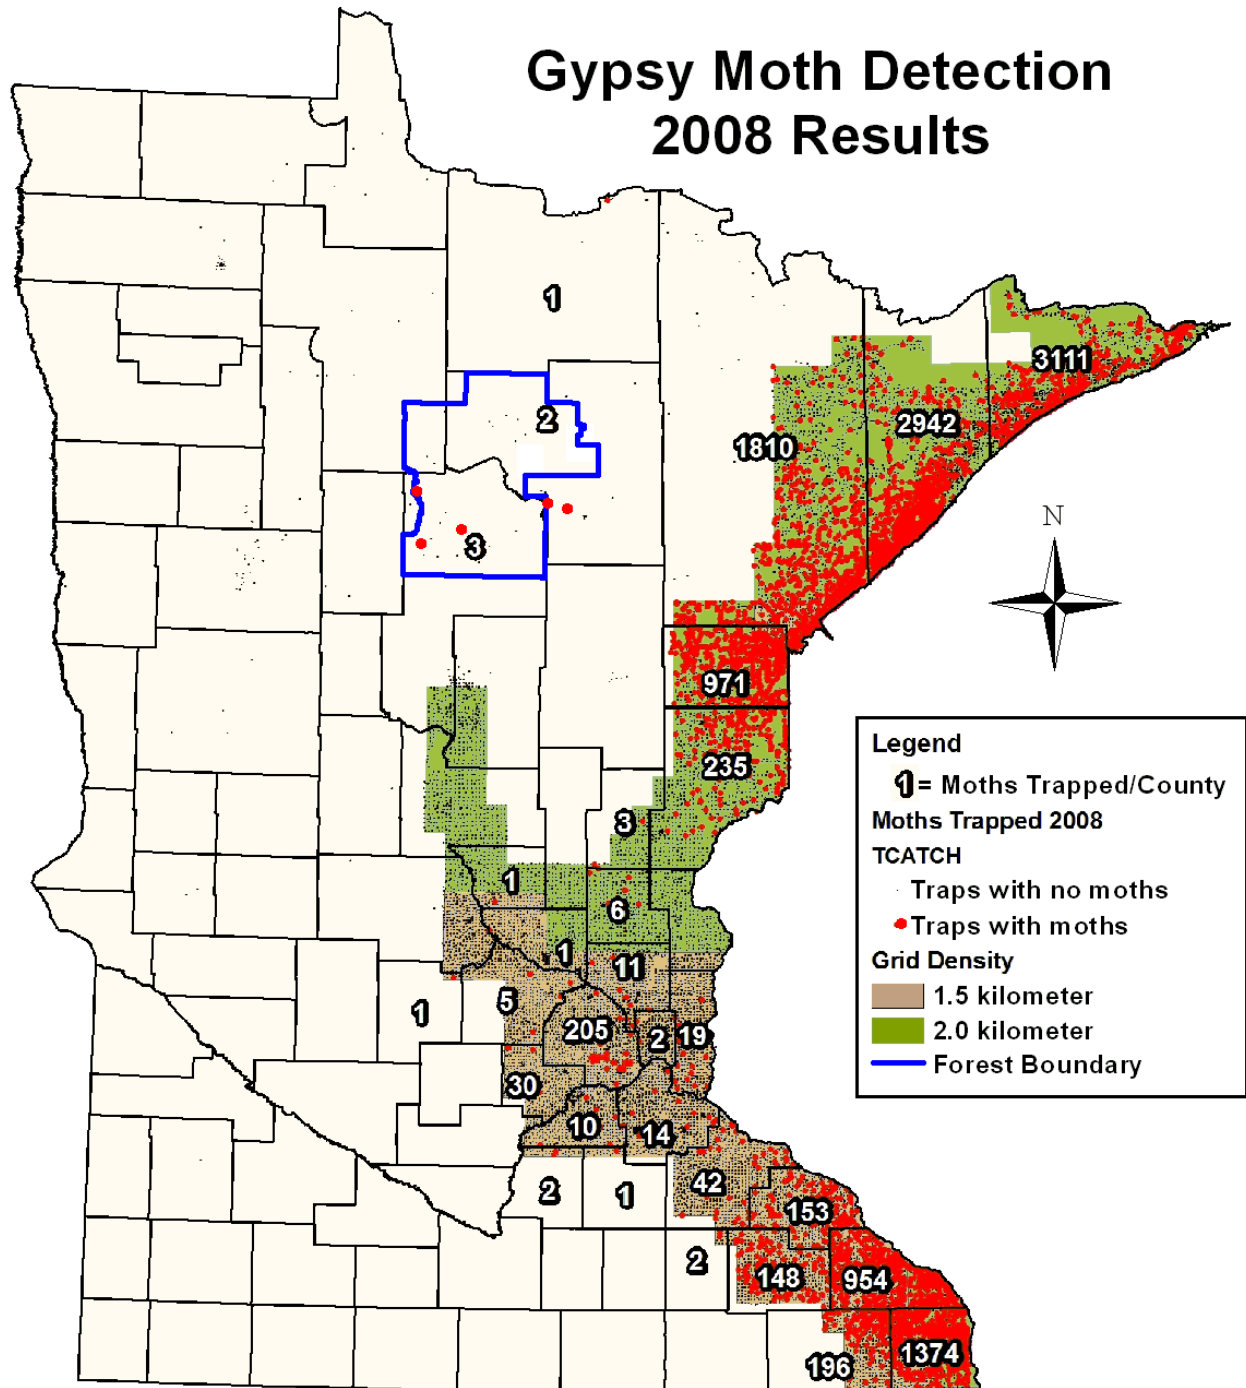 Gypsy Moth Detection
2008 Results
1
3111
2
2942
1810
3
N
971
235
3
1
6
1
11
1
5
205
2
19
30
10
14
2
1
42
153
2
148
954
196
1374
Legend
1 = Moths Trapped/County
Moths Trapped 2008
TCATCH
Traps with no moths
Traps with moths
Grid Density
1.5 kilometer
2.0 kilometer
Forest Boundary